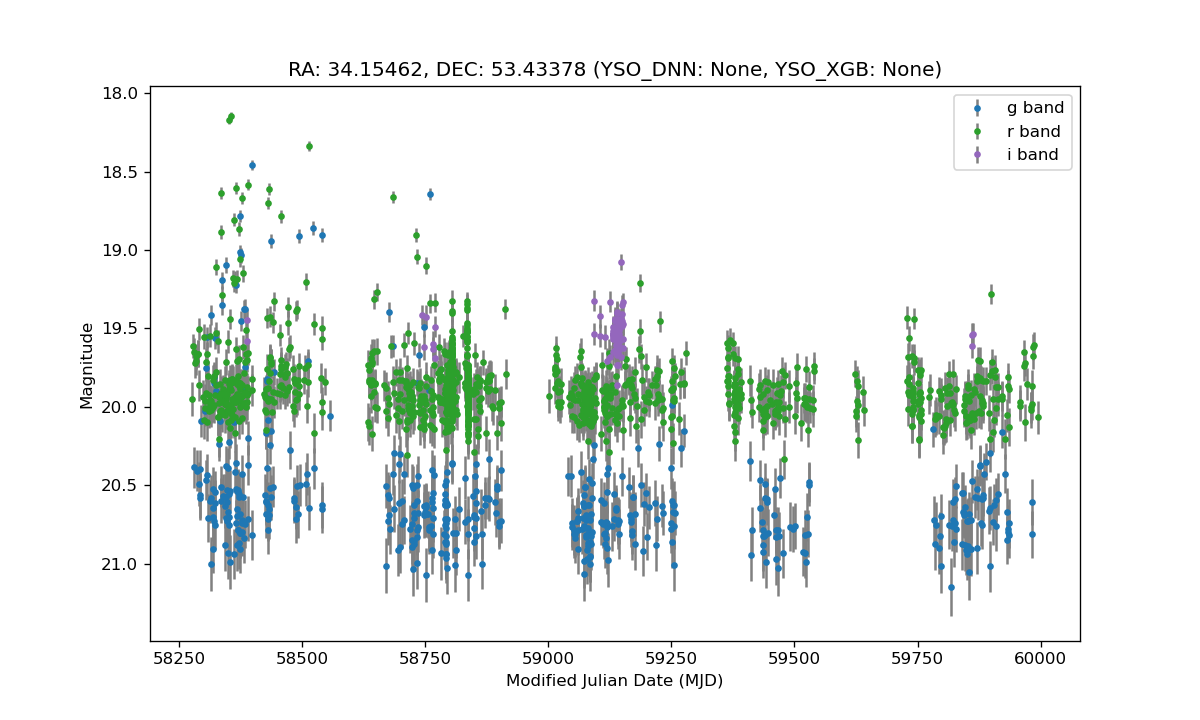 RA: 34.15462, DEC: 53.43378 (YSO_DNN: None, YSO_XGB: None)
g band
r band
i band
18.0
18.5
19.0
19.5
20.0
20.5
21.0
Magnitude
58250 58500 58750 59000 59250 59500 59750 60000
Modified Julian Date (MJD)